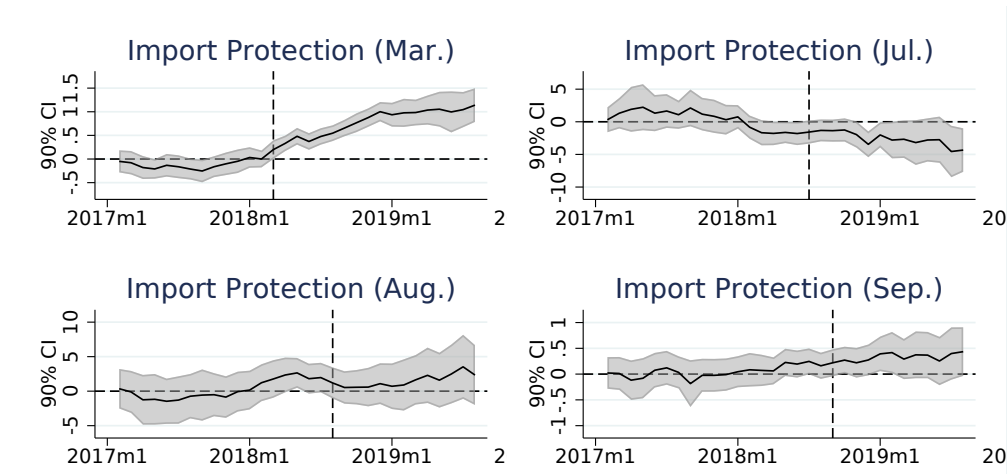 Import Protection (Mar.)
90% CI
-.5 0 .5 1 1.5
2017m1 2018m1 2019m1 2
Import Protection (Jul.)
90% CI
-10 -5 0 5
2017m1 2018m1 2019m1 20
Import Protection (Aug.)
90% CI
-5 0 5 10
2017m1 2018m1 2019m1 2
Import Protection (Sep.)
90% CI
-1 -.5 0 .5 1
2017m1 2018m1 2019m1 20